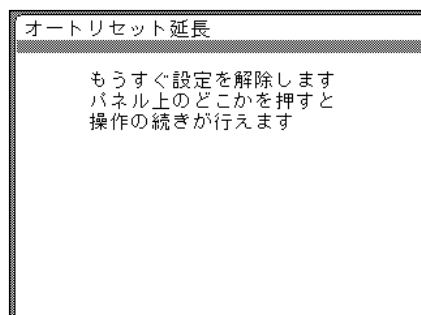 オートリセット延長
もうすぐ設定を解除します
パネル上のどこかを押すと
操作の続きが行えます